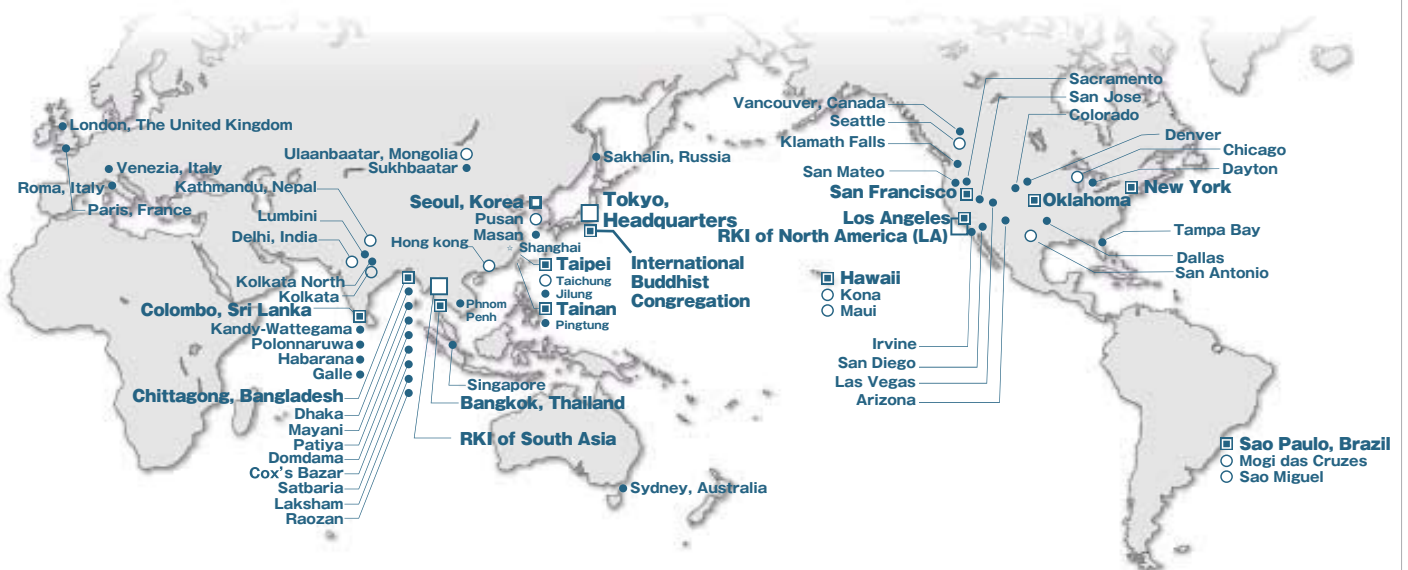 London, The United Kingdom
Venezia, Italy
Roma, Italy
Paris, France
Ulaanbaatar, Mongolia
Sukhbaatar
Kathmandu, Nepal
Lumbini
Delhi, India
Kolkata North
Kolkata
Colombo, Sri Lanka
Kandy-Wattegama
Polonnaruwa
Habarana
Galle
Chittagong, Bangladesh
Dhaka
Mayani
Patiya
Domdama
Cox's Bazar
Satbaria
Laksham
Raozan
Sakhalin, Russia
Seoul, Korea
Pusan
Masan
Tokyo,
Headquarters
Hong kong
☆ Shanghai
International
Buddhist
Congregation
Taipei
Taichung
Jilung
Tainan
Pingtung
Phnom
Penh
Singapore
Bangkok, Thailand
RKI of South Asia
Sydney, Australia
Vancouver, Canada
Seattle
Klamath Falls
San Mateo
San Francisco
Los Angeles
RKI of North America (LA)
Hawaii
Kona
Maui
Irvine
San Diego
Las Vegas
Arizona
Sacramento
San Jose
Colorado
Denver
Chicago
Dayton
New York
Oklahoma
Tampa Bay
Dallas
San Antonio
Sao Paulo, Brazil
Mogi das Cruzes
Sao Miguel